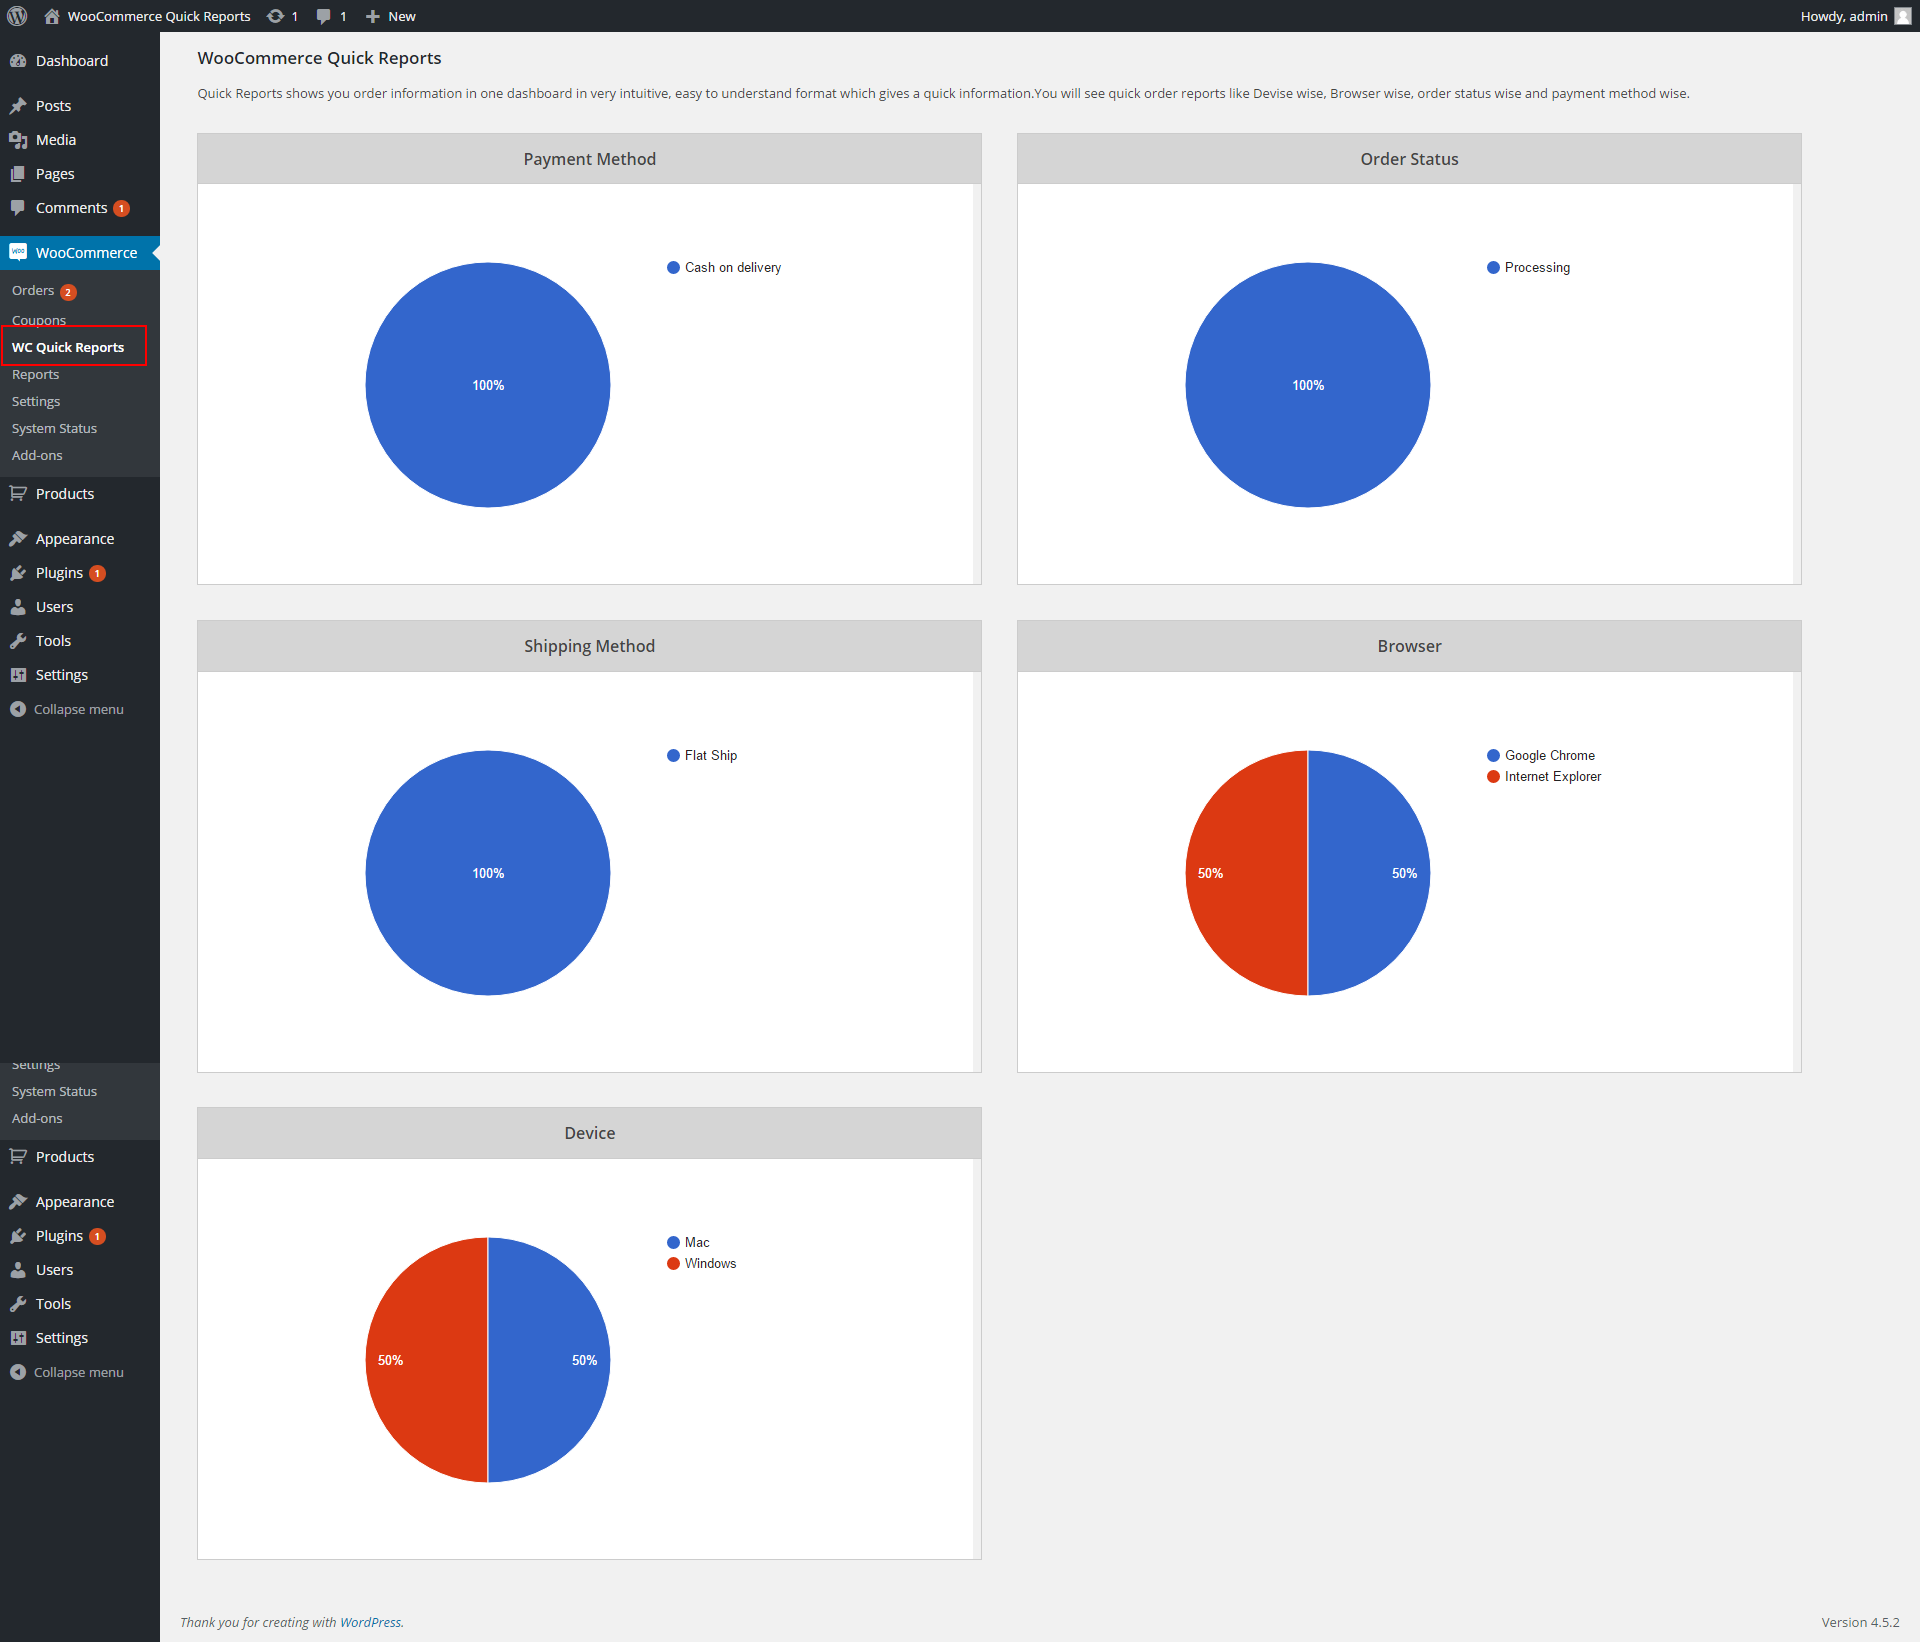 WooCommerce Quick Reports 1 1 New Howdy, admin
Dashboard
Posts
Media
Pages
Comments 1
WooCommerce
Woo
Orders 2
Coupons
WC Quick Reports
Reports
Settings
System Status
Add-ons
Products
Appearance
Plugins 1
Users
Tools
Settings
Collapse menu
Settings
System Status
Add-ons
Products
Appearance
Plugins 1
Users
Tools
Settings
Collapse menu
WooCommerce Quick Reports
Quick Reports shows you order information in one dashboard in very intuitive, easy to understand format which gives a quick information.You will see quick order reports like Devise wise, Browser wise, order status wise and payment method wise.
Payment Method
Cash on delivery
100%
Order Status
Processing
100%
Shipping Method
Flat Ship
100%
Browser
Google Chrome
Internet Explorer
50% 50%
Device
Mac
Windows
50% 50%
Thank you for creating with WordPress. Version 4.5.2